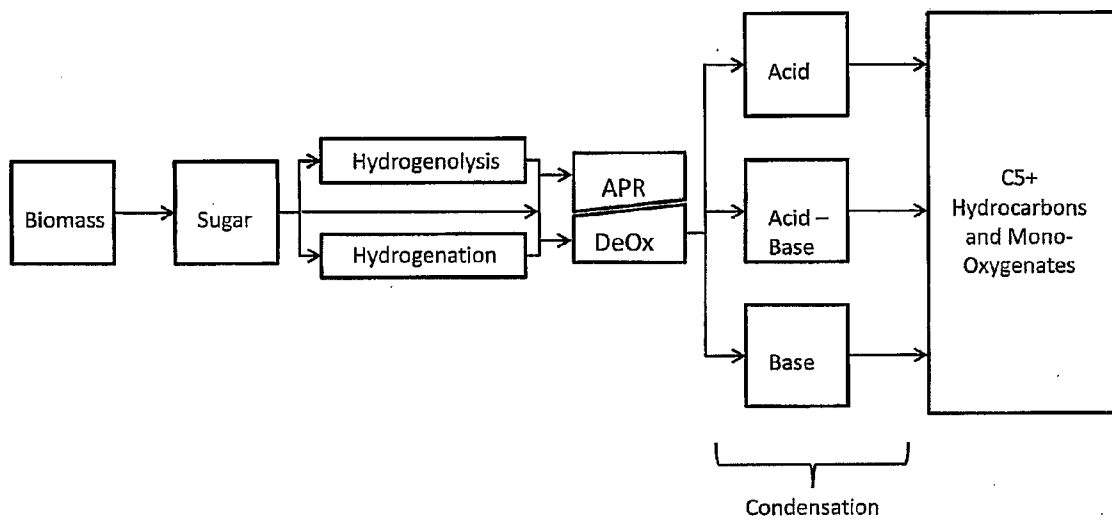 Biomass
Sugar
Hydrogenolysis
Hydrogenation
APR
DeOx
Acid
Acid –
Base
Base
C5+
Hydrocarbons
and Mono-
Oxygenates
Condensation